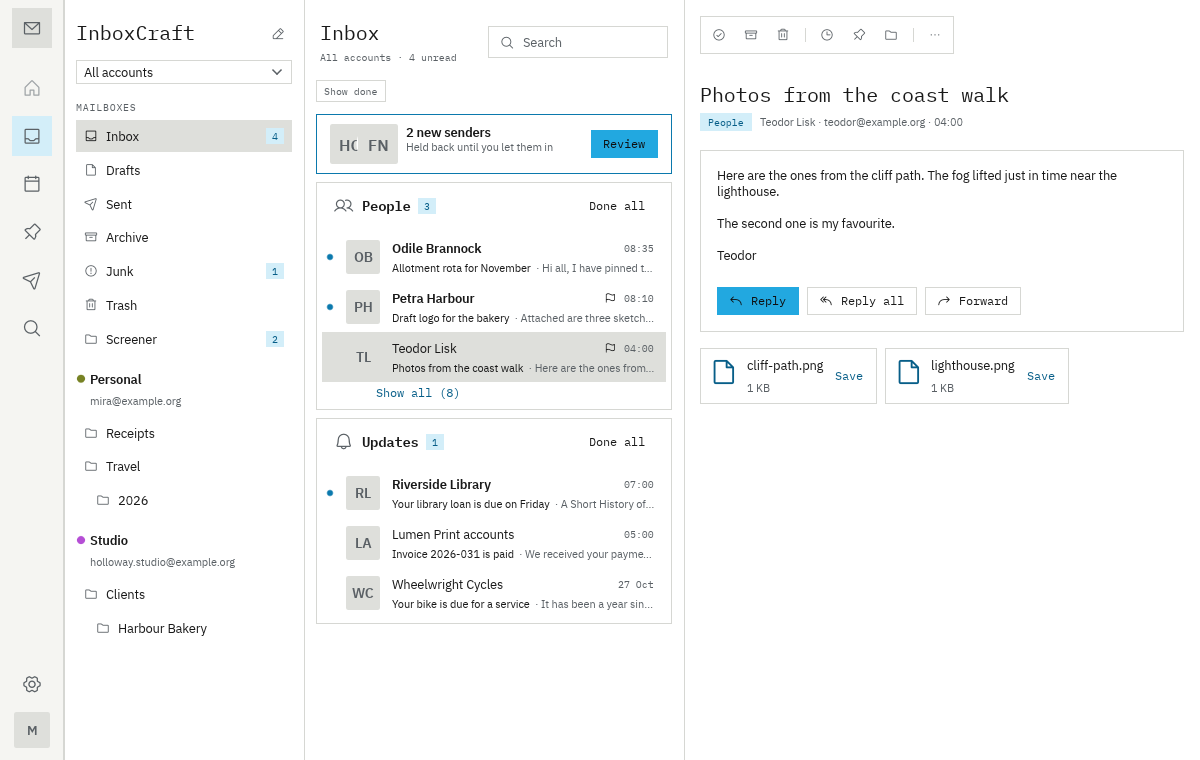 InboxCraft
All accounts
MAILBOXES
Inbox 4
Drafts
Sent
Archive
Junk 1
Trash
Screener 2
Personal
mira@example.org
Receipts
Travel
2026
Studio
holloway.studio@example.org
Clients
Harbour Bakery
M
Inbox
All accounts · 4 unread
Search
Show done
FN
2 new senders
Held back until you let them in
Review
People 3
Done all
OB
Odile Brannock 08:35
Allotment rota for November · Hi all, I have pinned t...
PH
Petra Harbour 08:10
Draft logo for the bakery · Attached are three sketch...
TL
Teodor Lisk 04:00
Photos from the coast walk · Here are the ones from...
Show all (8)
Updates 1
Done all
RL
Riverside Library 07:00
Your library loan is due on Friday · A Short History of...
LA
Lumen Print accounts 05:00
Invoice 2026-031 is paid · We received your payme...
WC
Wheelwright Cycles 27 Oct
Your bike is due for a service · It has been a year sin...
Photos from the coast walk
People Teodor Lisk · teodor@example.org · 04:00
Here are the ones from the cliff path. The fog lifted just in time near the
lighthouse.
The second one is my favourite.
Teodor
Reply Reply all Forward
cliff-path.png
1 KB
Save
lighthouse.png
1 KB
Save